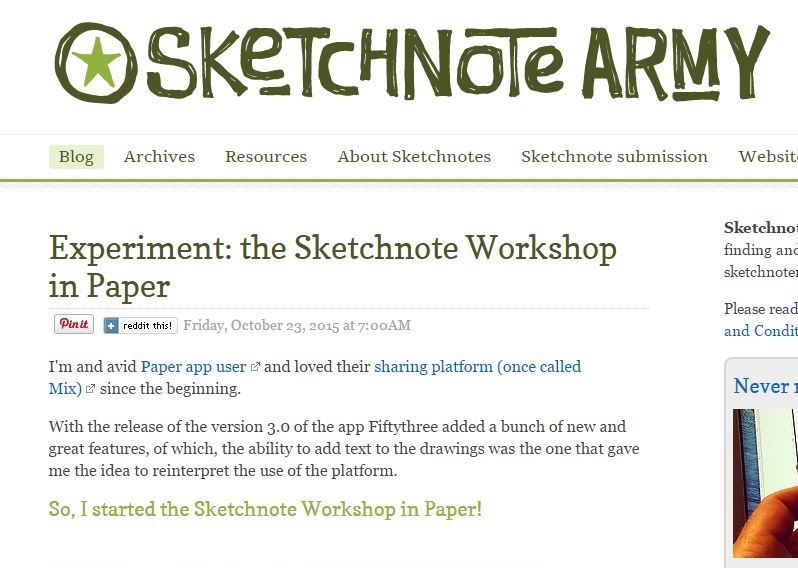 SKETCHNOTE ARMY
Blog Archives Resources About Sketchnotes Sketchnote submission
Experiment: the Sketchnote Workshop
in Paper
Pin it reddit this! Friday, October 23, 2015 at 7:00AM
I'm and avid Paper app user and loved their sharing platform (once called
Mix) since the beginning.
With the release of the version 3.0 of the app Fiftythree added a bunch of new and
great features, of which, the ability to add text to the drawings was the one that gave
me the idea to reinterpret the use of the platform.
So, I started the Sketchnote Workshop in Paper!
finding and
Please read
Never